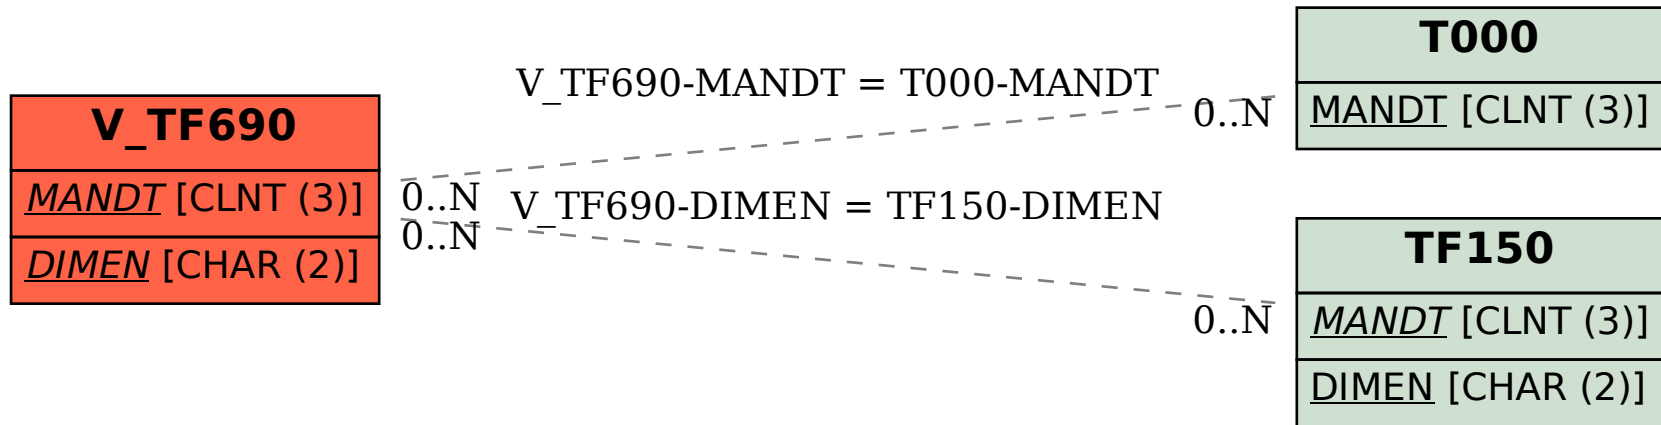 V_TF690
MANDT [CLNT (3)]
DIMEN [CHAR (2)]
V_TF690-MANDT = T000-MANDT
0..N
0..N
V_TF690-DIMEN = TF150-DIMEN
0..N
0..N
T000
MANDT [CLNT (3)]
TF150
MANDT [CLNT (3)]
DIMEN [CHAR (2)]